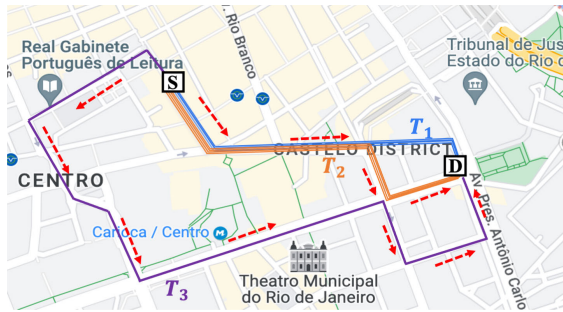 Real Gabinete
Português de Leitura
S
Rio Branco
Tribunal de Jus
Estado do Rio d
T1
CASTELO DISTRICT
T2
D
CENTRO
Carioca / Centro
Av. Pres. Antônio Carlo
T3
Theatro Municipal
do Rio de Janeiro